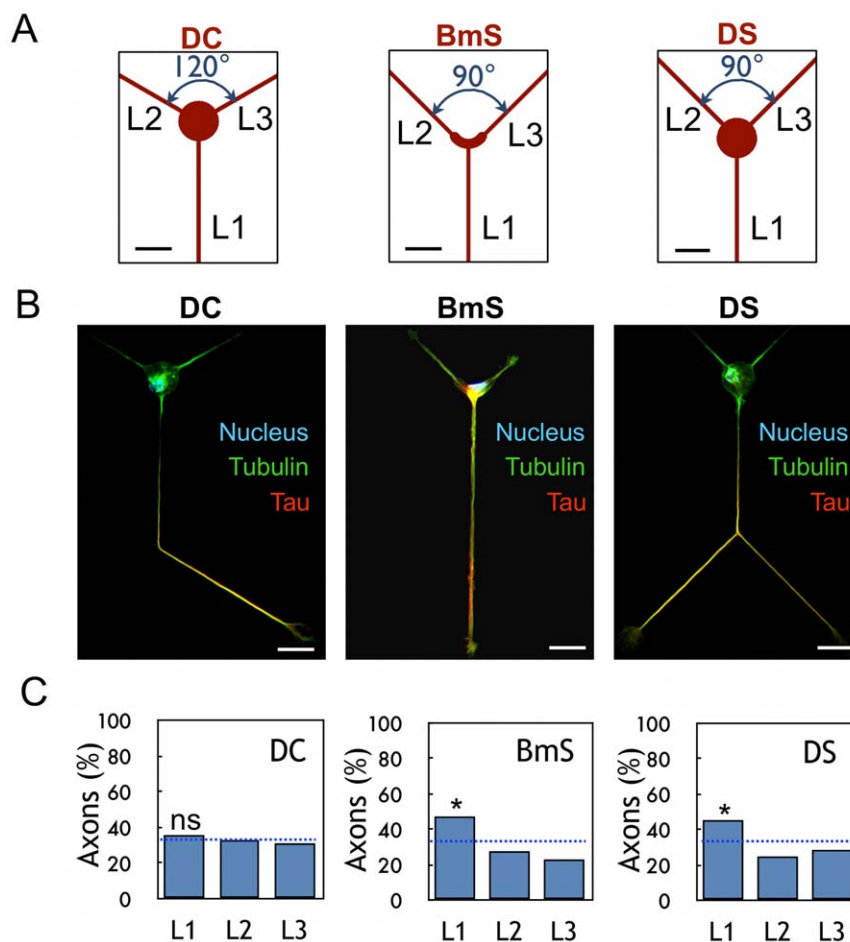 A
DC
BmS
DS
120°
90°
90°
L2
L3
L2
L3
L2
L3
L1
L1
L1
B
DC
BmS
DS
Nucleus
Tubulin
Tau
Nucleus
Tubulin
Tau
Nucleus
Tubulin
Tau
C
Axons (%)
100
80
60
40
20
0
DC
ns
L1 L2 L3
Axons (%)
100
80
60
40
20
0
BmS
*
L1 L2 L3
Axons (%)
100
80
60
40
20
0
DS
*
L1 L2 L3